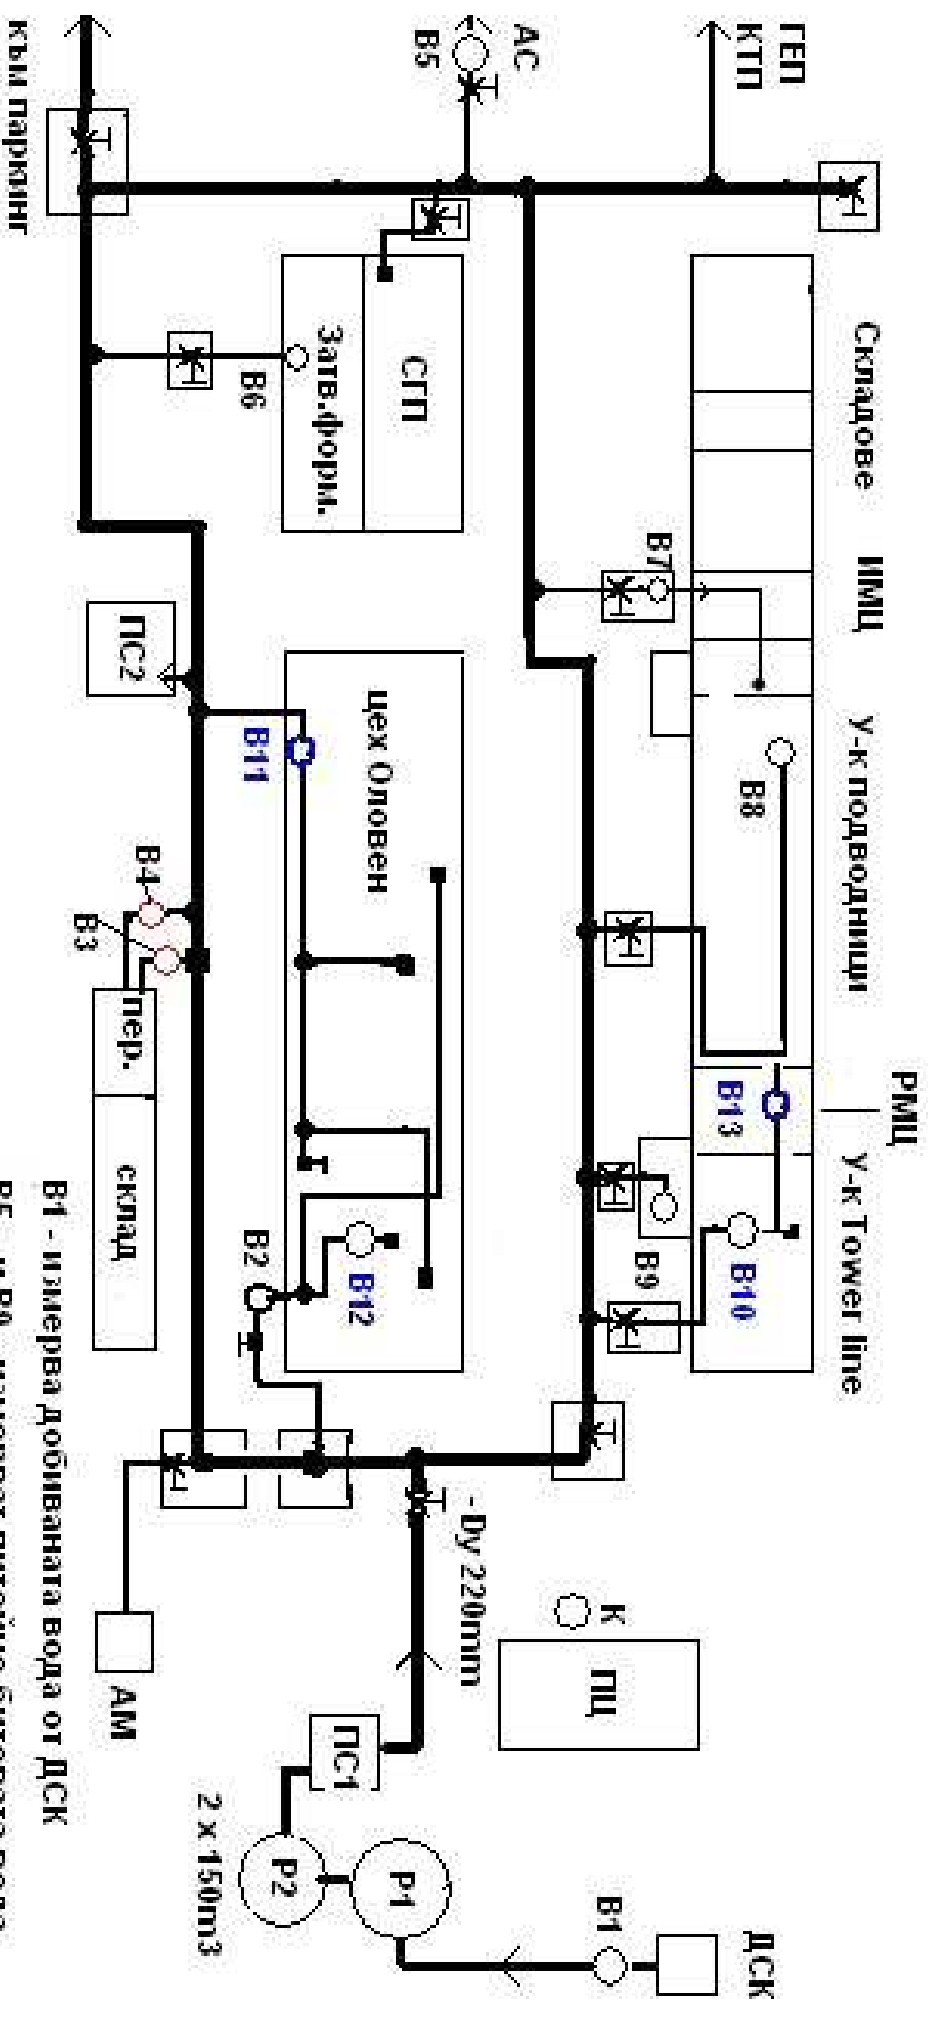 ГЕП
КТП
АС
В5
към паркинг
Складове
ИМЦ
У-к подводници
РМЦ
У-к Tower line
СГП
Затв.форм.
В6
В7
В8
В13
В10
В9
ПС2
цех Оловен
В11
В12
В2
В4
В3
пер.
склад
- Dy 220mm
К
ПЦ
АМ
ПС1
2 x 150m3
Р2
Р1
В1
ДСК
В1 - измерва добиваната вода от ДСК